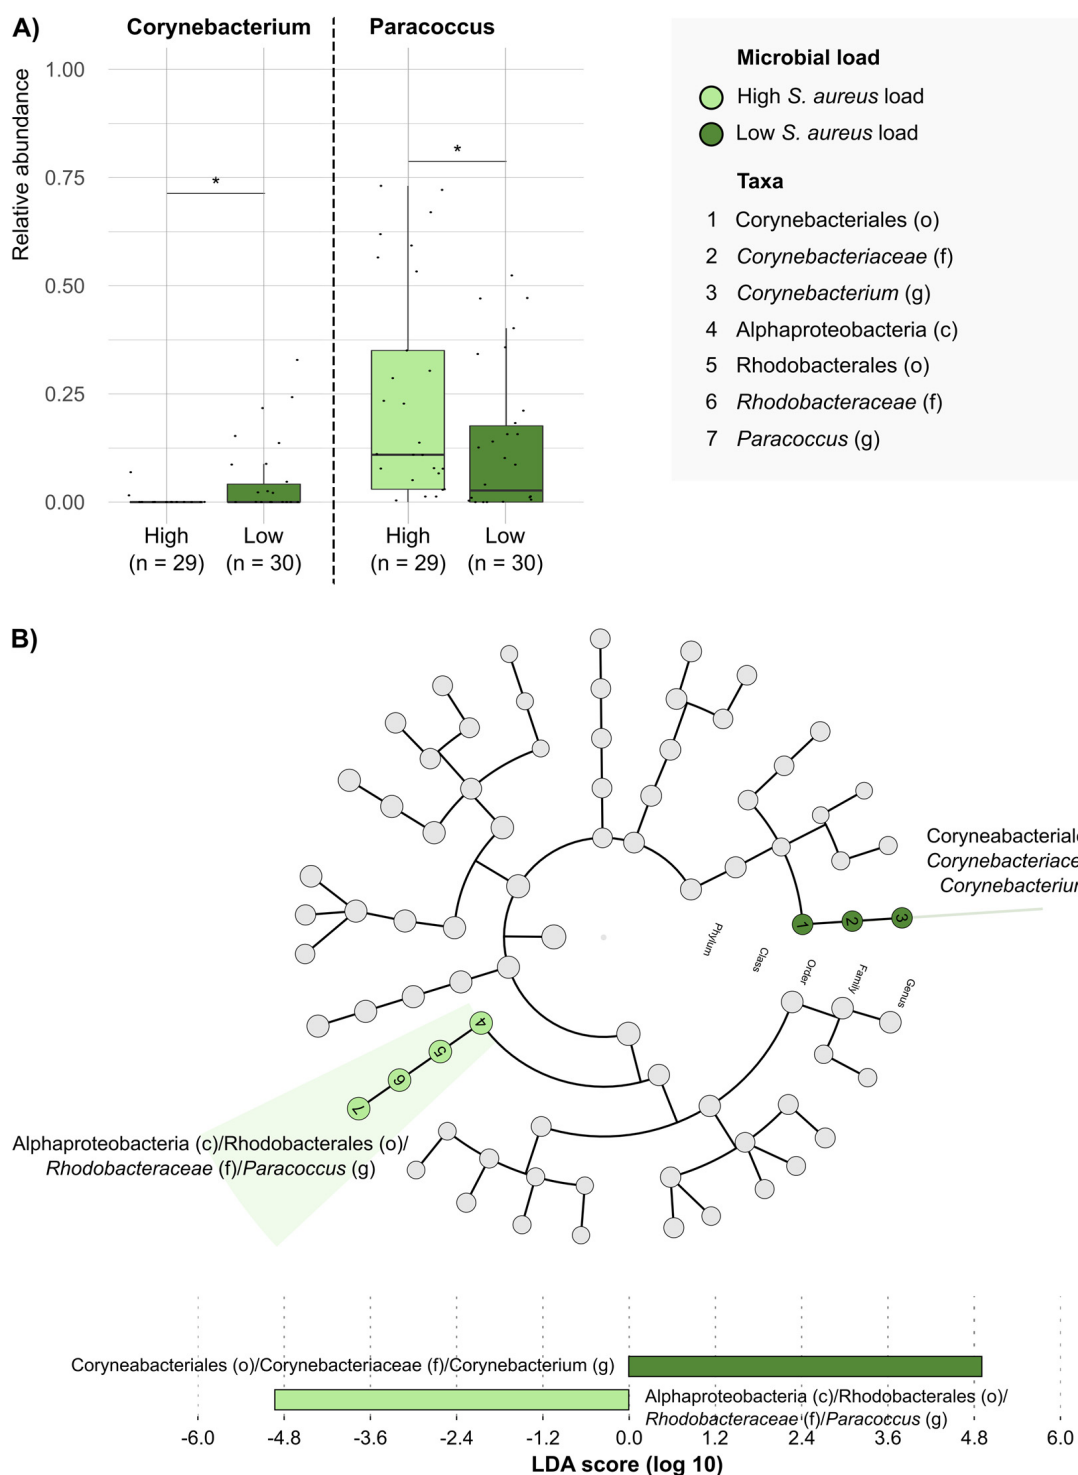 A)
Corynebacterium
Paracoccus
Relative abundance
1.00
0.75
0.50
0.25
0.00
*
*
High
(n = 29)
Low
(n = 30)
High
(n = 29)
Low
(n = 30)
Microbial load
High S. aureus load
Low S. aureus load
Taxa
1 Corynebacteriales (o)
2 Corynebacteriaceae (f)
3 Corynebacterium (g)
4 Alphaproteobacteria (c)
5 Rhodobacterales (o)
6 Rhodobacteraceae (f)
7 Paracoccus (g)
B)
Coryneabacteriale
Corynebacteriace
Corynebacteriur
1
2
3
Phylum
Class
Order
Family
Genus
4
5
6
7
Alphaproteobacteria (c)/Rhodobacterales (o)/
Rhodobacteraceae (f)/Paracoccus (g)
Coryneabacteriales (o)/Corynebacteriaceae (f)/Corynebacterium (g)
Alphaproteobacteria (c)/Rhodobacterales (o)/
Rhodobacteraceae (f)/Paracoccus (g)
-6.0 -4.8 -3.6 -2.4 -1.2 0.0 1.2 2.4 3.6 4.8 6.0
LDA score (log 10)